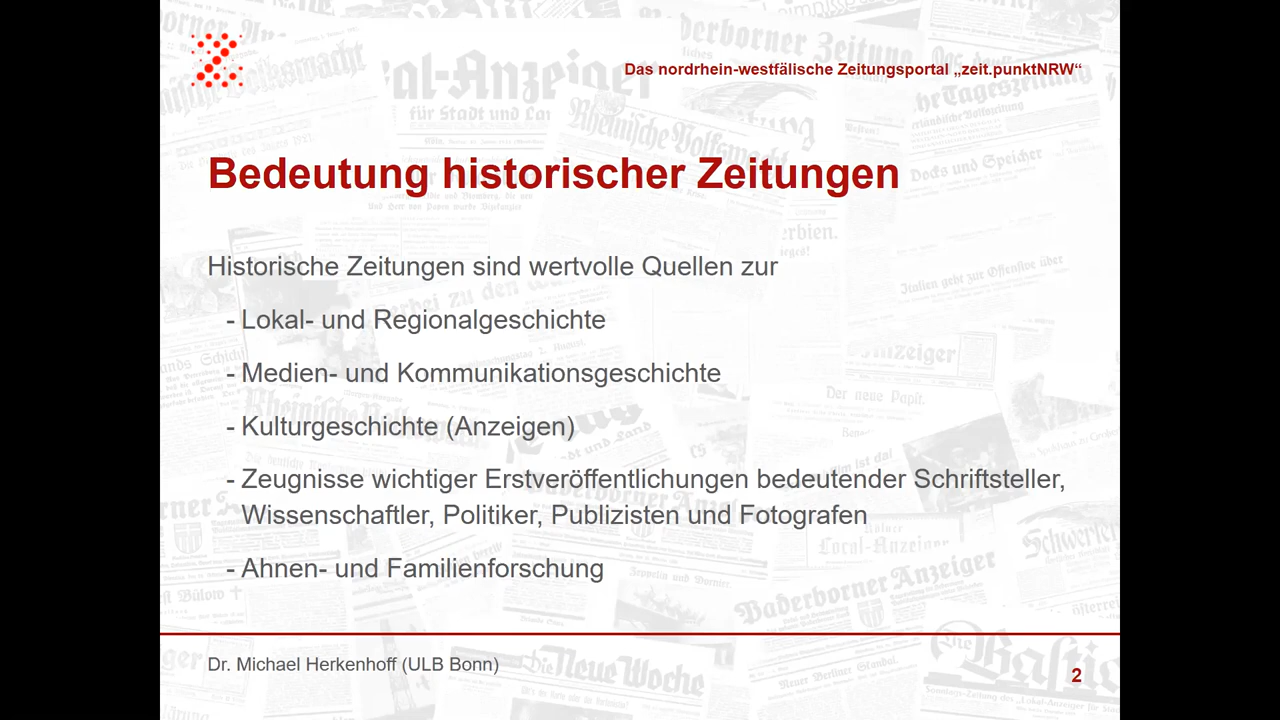 Das nordrhein-westfälische Zeitungsportal „zeit.punktNRW“
Bedeutung historischer Zeitungen
Historische Zeitungen sind wertvolle Quellen zur
- Lokal- und Regionalgeschichte
- Medien- und Kommunikationsgeschichte
- Kulturgeschichte (Anzeigen)
- Zeugnisse wichtiger Erstveröffentlichungen bedeutender Schriftsteller,
Wissenschaftler, Politiker, Publizisten und Fotografen
- Ahnen- und Familienforschung
Dr. Michael Herkenhoff (ULB Bonn)
2